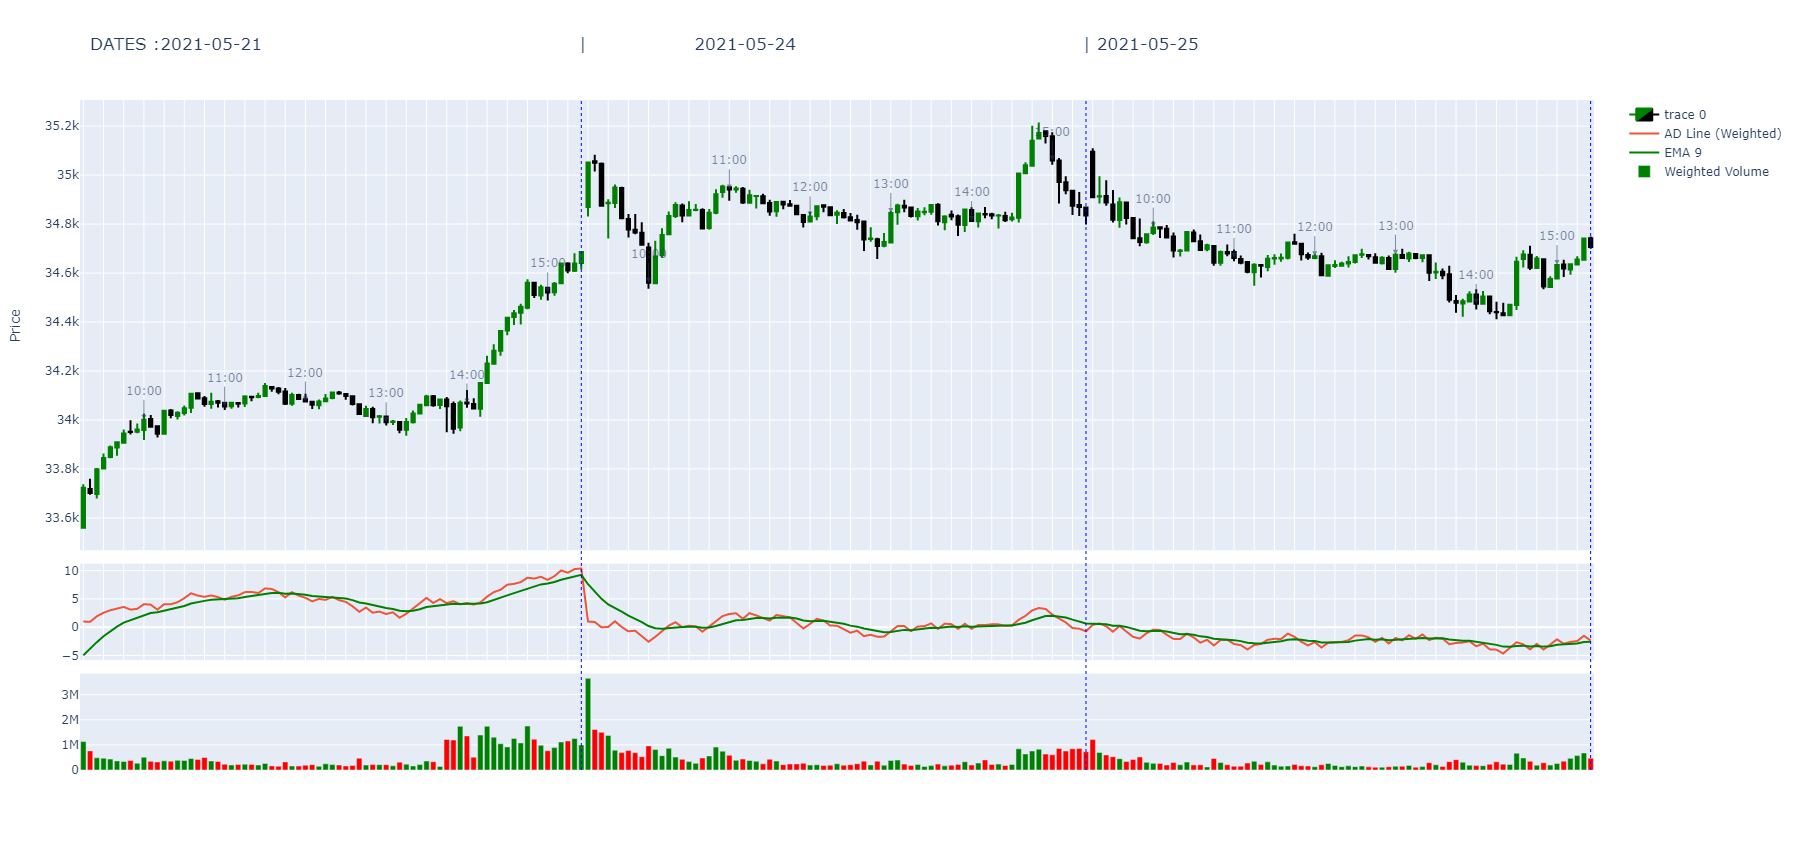 DATES :2021-05-21 | 2021-05-24 | 2021-05-25
trace 0
AD Line (Weighted)
EMA 9
Weighted Volume
Price
35.2k
35k
34.8k
34.6k
34.4k
34.2k
34k
33.8k
33.6k
10:00
11:00
12:00
13:00
14:00
15:00
10:00
11:00
12:00
13:00
14:00
15:00
10:00
11:00
12:00
13:00
14:00
15:00
10
5
0
−5
3M
2M
1M
0